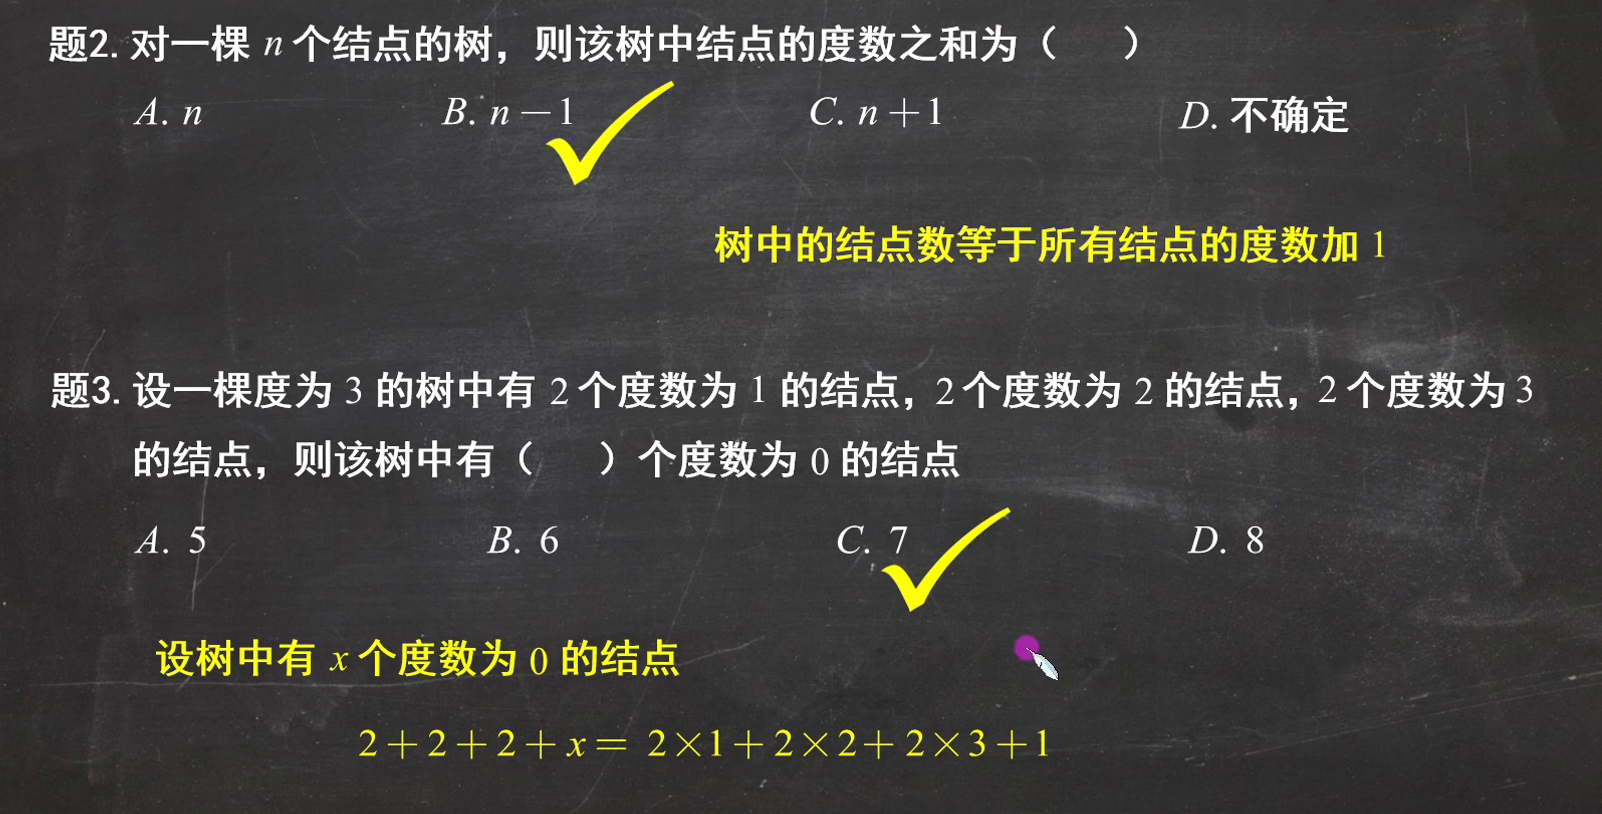 题2. 对一棵 n 个结点的树，则该树中结点的度数之和为（　　）
A. n　B. n－1　C. n＋1　D. 不确定
树中的结点数等于所有结点的度数加 1
题3. 设一棵度为 3 的树中有 2 个度数为 1 的结点，2 个度数为 2 的结点，2 个度数为 3
的结点，则该树中有（　　）个度数为 0 的结点
A. 5　B. 6　C. 7　D. 8
设树中有 x 个度数为 0 的结点
2＋2＋2＋x＝ 2×1＋2×2＋2×3＋1